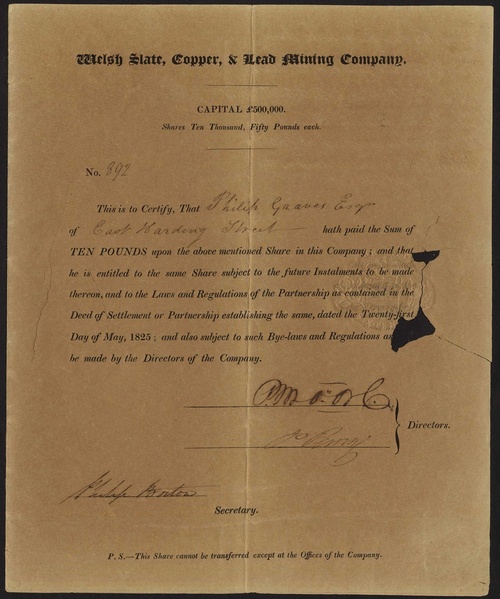 Welsh Slate, Copper, & Lead Mining Company.
CAPITAL £500,000.
Shares Ten Thousand, Fifty Pounds each.
No. 892
This is to Certify, That Philip Graves Esq
of East Harding Street hath paid the Sum of
TEN POUNDS upon the above mentioned Share in this Company; and that
he is entitled to the same Share subject to the future Instalments to be made
thereon, and to the Laws and Regulations of the Partnership as contained in the
Deed of Settlement or Partnership establishing the same, dated the Twenty-first
Day of May, 1825; and also subject to such Bye-laws and Regulations a
be made by the Directors of the Company.
Directors.
Philip
Secretary.
P. S.—This Share cannot be transferred except at the Offices of the Company.